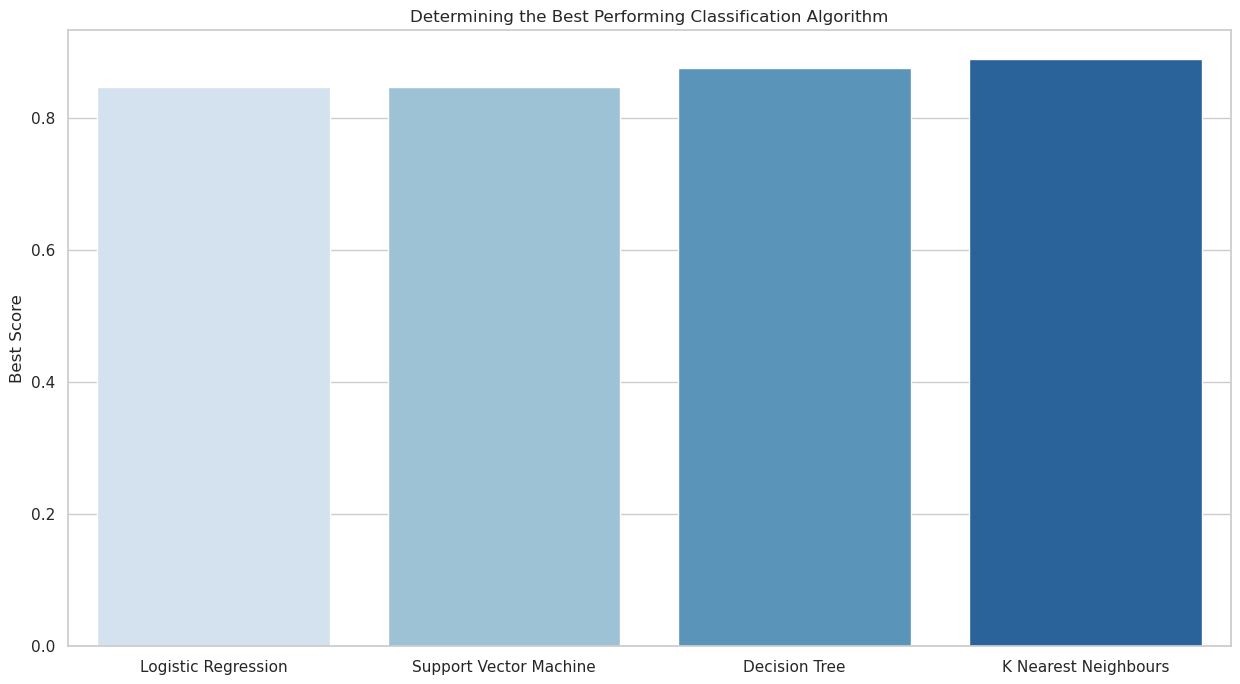 Determining the Best Performing Classification Algorithm
Best Score
0.8
0.6
0.4
0.2
0.0
Logistic Regression
Support Vector Machine
Decision Tree
K Nearest Neighbours